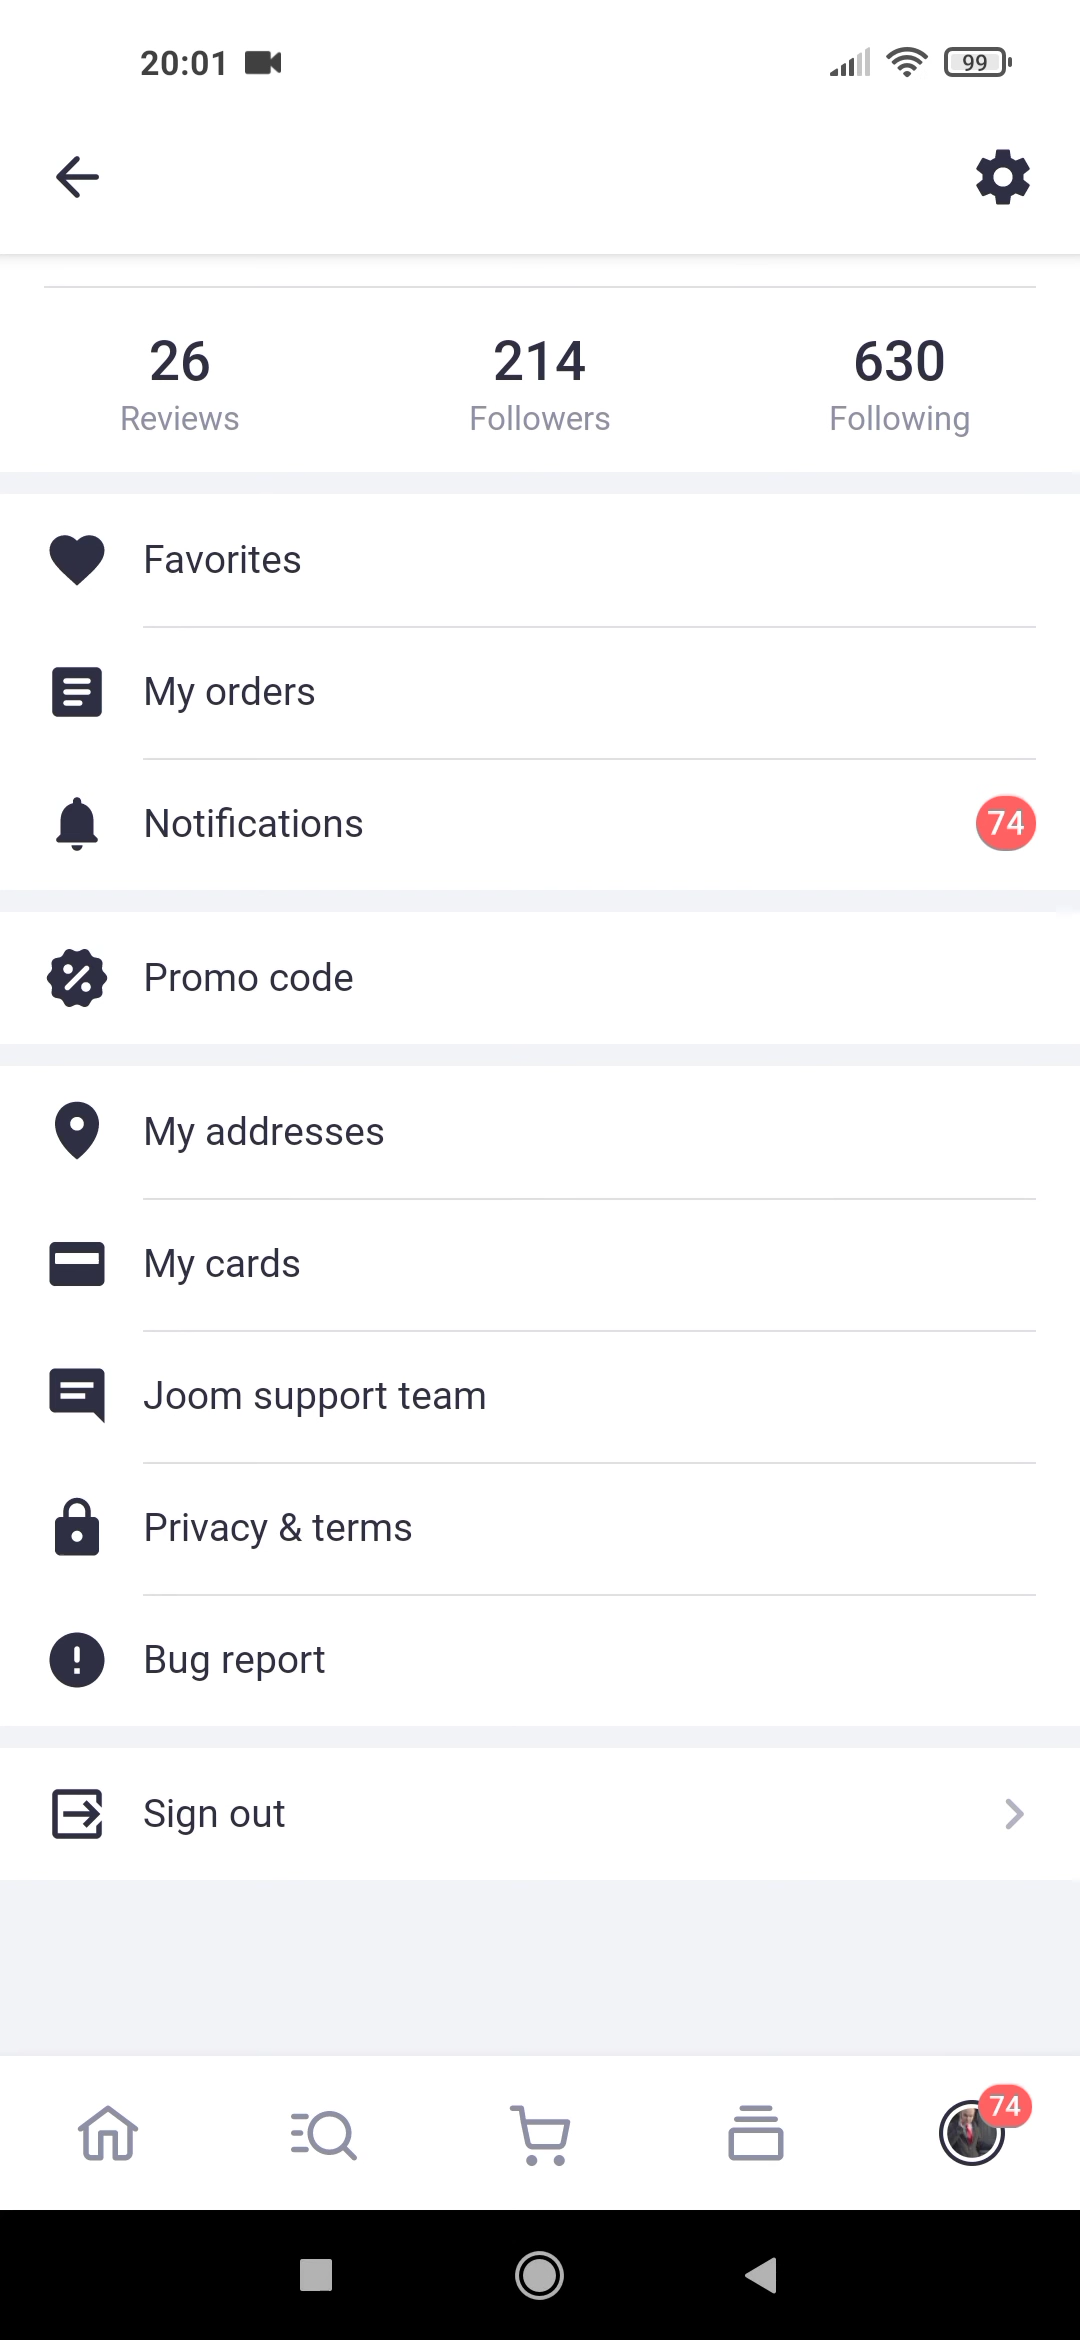 20:01
99
26 214 630
Reviews Followers Following
Favorites
My orders
Notifications 74
Promo code
My addresses
My cards
Joom support team
Privacy & terms
Bug report
Sign out
74